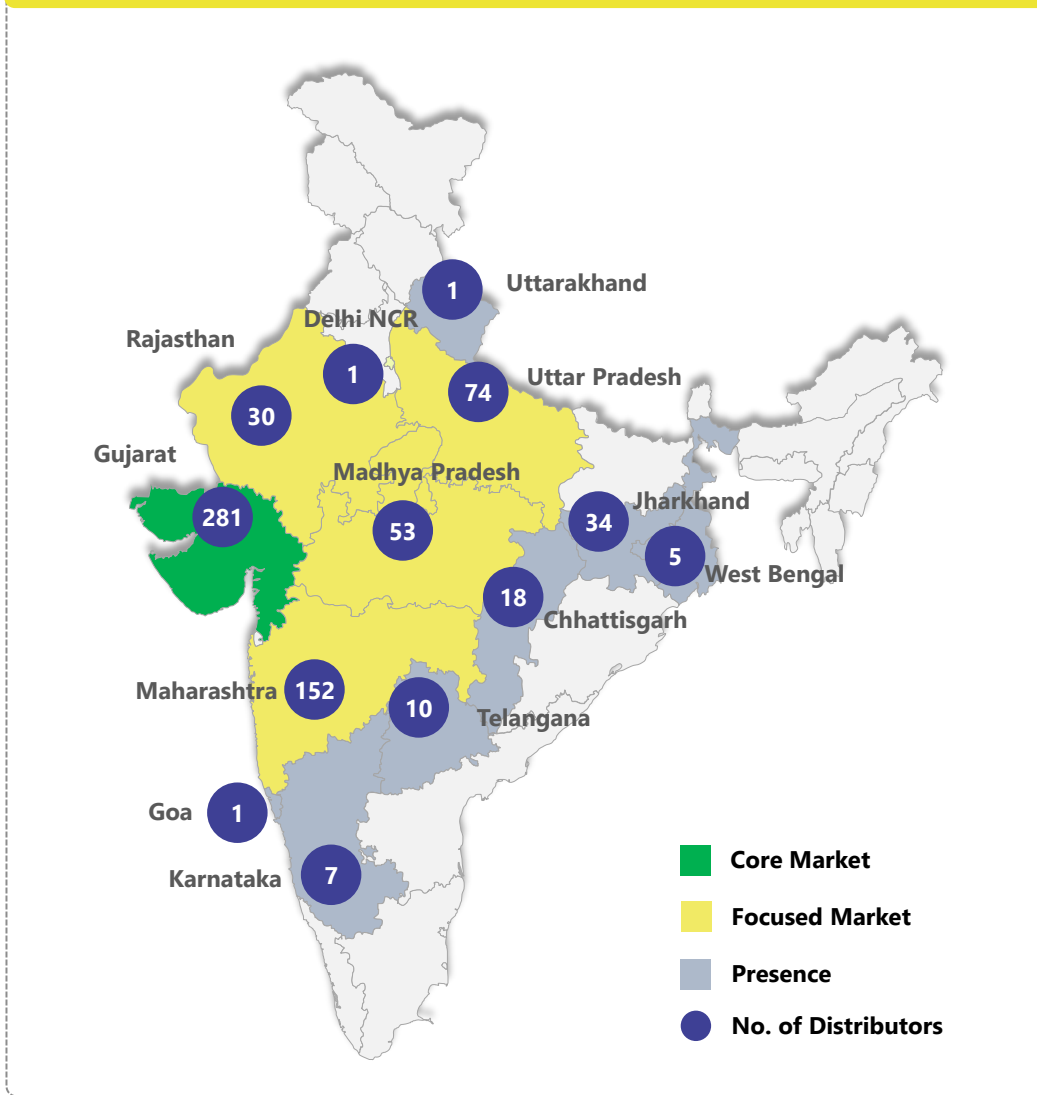 1
Uttarakhand
Delhi NCR
Rajasthan
1
74
Uttar Pradesh
30
Gujarat
Madhya Pradesh
281
53
34
Jharkhand
5
West Bengal
18
Chhattisgarh
Maharashtra
152
10
Telangana
Goa
1
Karnataka
7
Core Market
Focused Market
Presence
No. of Distributors